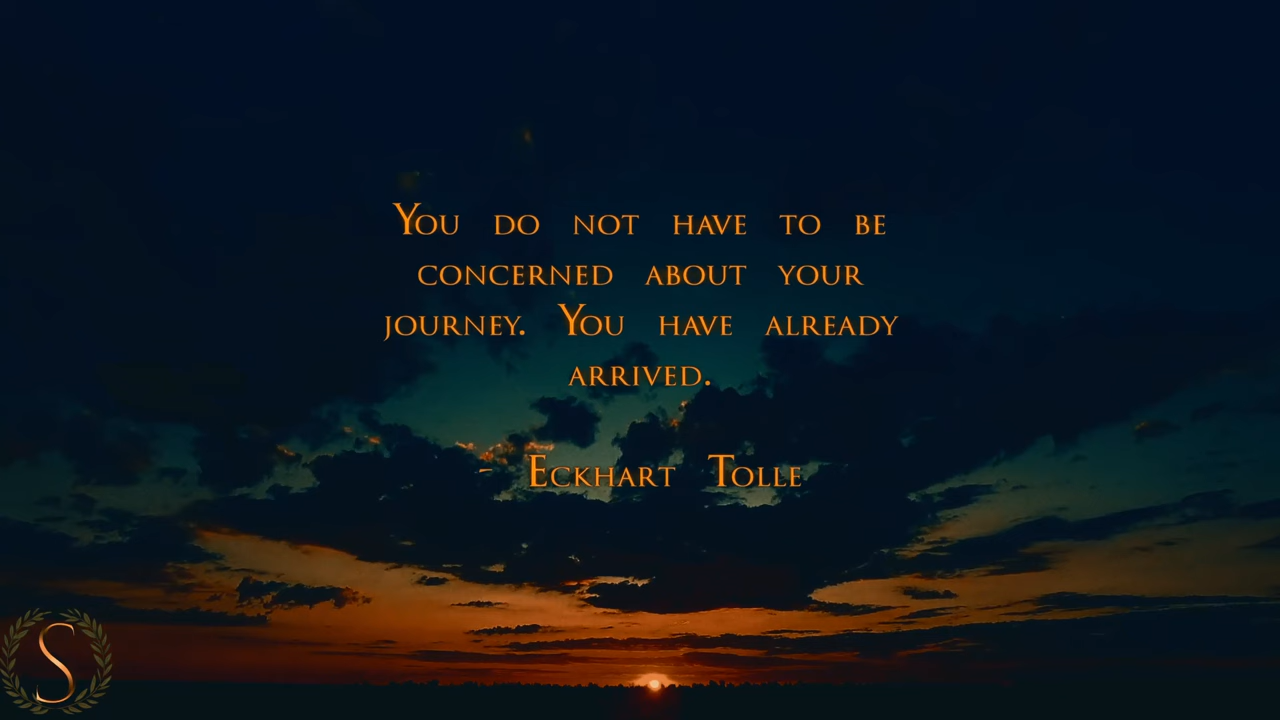 You do not have to be
concerned about your
journey. You have already
arrived.
- Eckhart Tolle
S